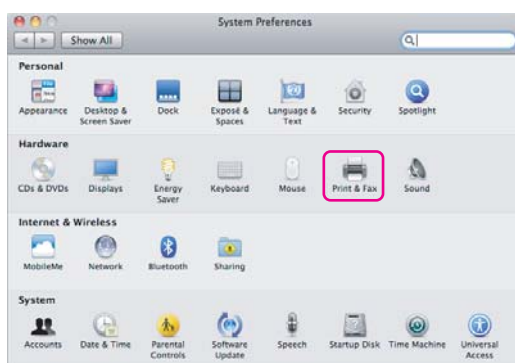 System Preferences
Show All
Personal
Appearance Desktop & Screen Saver Dock Exposé & Spaces Language & Text Security Spotlight
Hardware
CDs & DVDs Displays Energy Saver Keyboard Mouse Print & Fax Sound
Internet & Wireless
MobileMe Network Bluetooth Sharing
System
Accounts Date & Time Parental Controls Software Update Speech Startup Disk Time Machine Universal Access